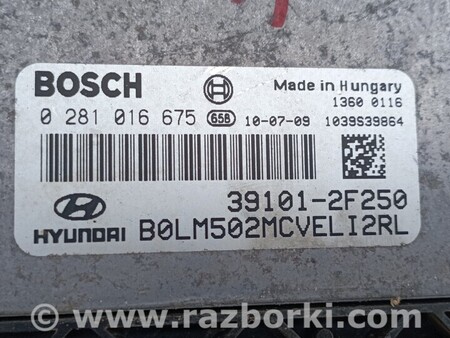 BOSCH
Made in Hungary
1360 0116
0 281 016 675 658 10-07-09 1039S39864
39101-2F250
HYUNDAI B0LM502MCVELI2RL
www.razborki.com